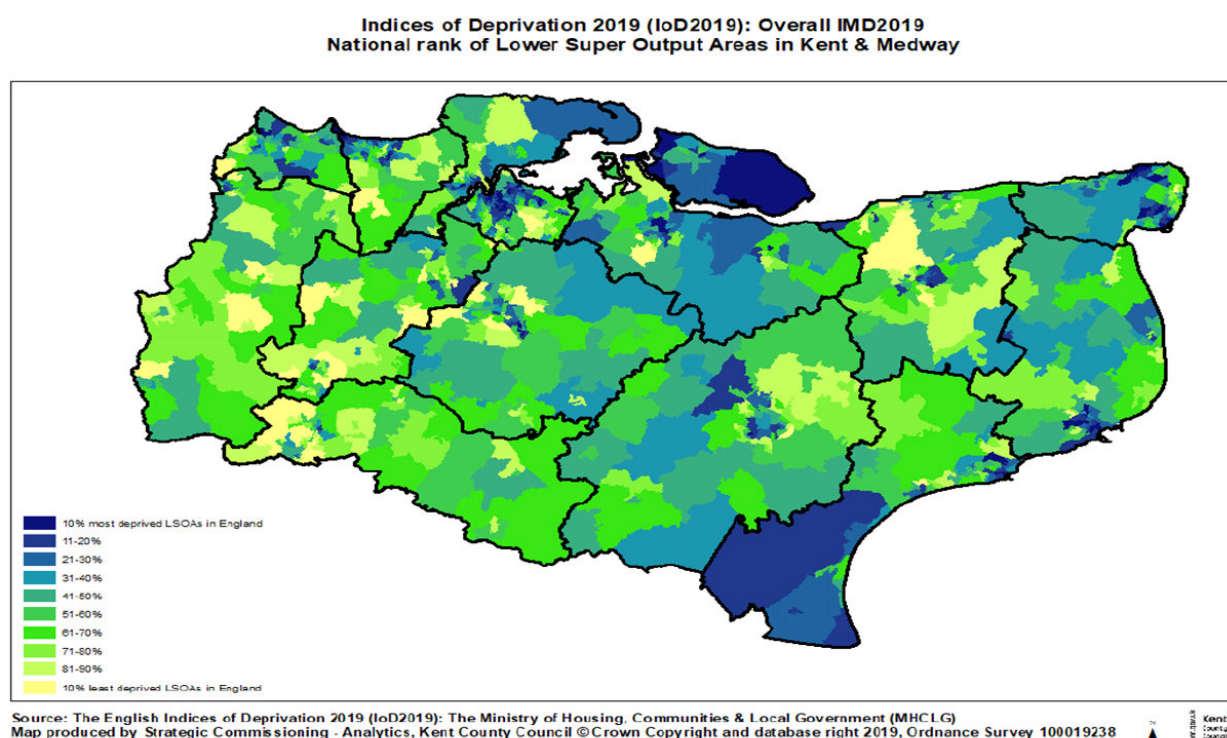 Indices of Deprivation 2019 (IoD2019): Overall IMD2019
National rank of Lower Super Output Areas in Kent & Medway
10% most deprived LSOAs in England
11-20%
21-30%
31-40%
41-50%
51-60%
61-70%
71-80%
81-90%
10% least deprived LSOAs in England
Source: The English Indices of Deprivation 2019 (IoD2019): The Ministry of Housing, Communities & Local Government (MHCLG)
Map produced by Strategic Commissioning - Analytics, Kent County Council © Crown Copyright and database right 2019, Ordnance Survey 100019238
Kent
County
Council